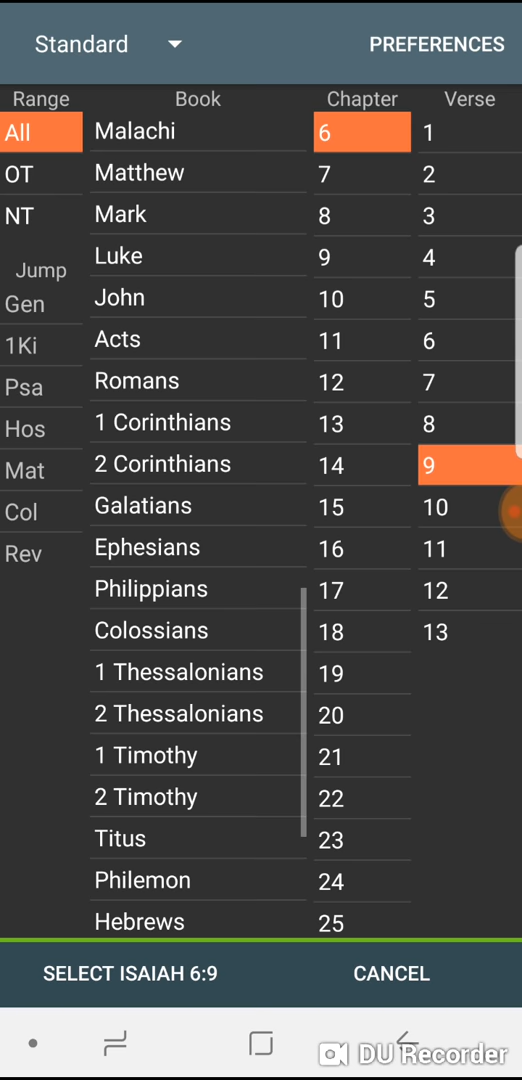 Standard
PREFERENCES
Range
Book
Chapter
Verse
All
Malachi
6
1
OT
Matthew
7
2
NT
Mark
8
3
Jump
Luke
9
4
Gen
John
10
5
1Ki
Acts
11
6
Psa
Romans
12
7
Hos
1 Corinthians
13
8
Mat
2 Corinthians
14
9
Col
Galatians
15
10
Rev
Ephesians
16
11
Philippians
17
12
Colossians
18
13
1 Thessalonians
19
2 Thessalonians
20
1 Timothy
21
2 Timothy
22
Titus
23
Philemon
24
Hebrews
25
SELECT ISAIAH 6:9
CANCEL
DU Recorder